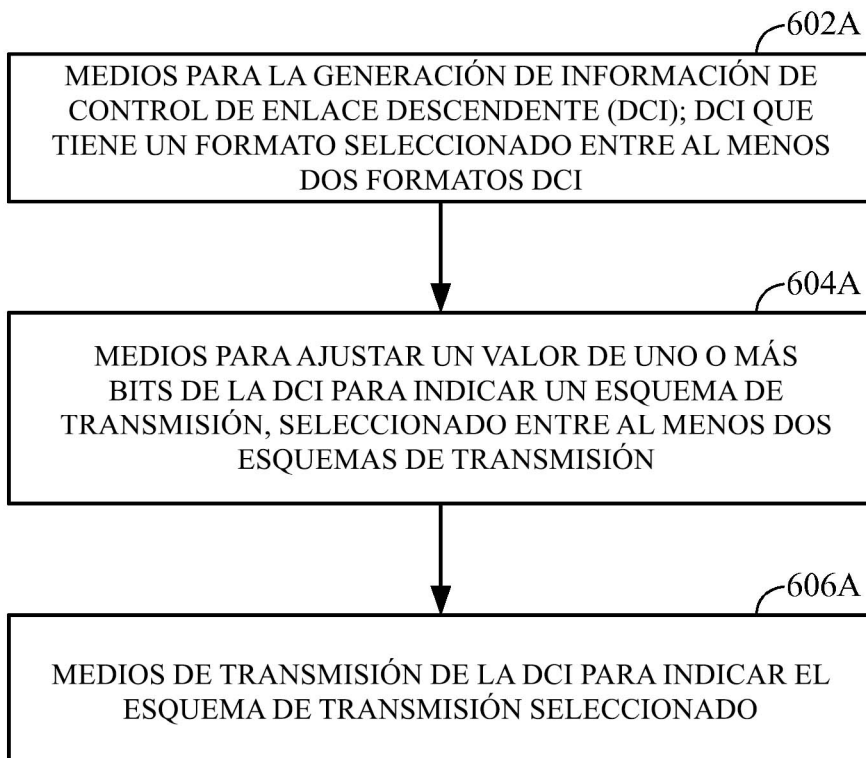 602A
MEDIOS PARA LA GENERACIÓN DE INFORMACIÓN DE
CONTROL DE ENLACE DESCENDENTE (DCI); DCI QUE
TIENE UN FORMATO SELECCIONADO ENTRE AL MENOS
DOS FORMATOS DCI
604A
MEDIOS PARA AJUSTAR UN VALOR DE UNO O MÁS
BITS DE LA DCI PARA INDICAR UN ESQUEMA DE
TRANSMISIÓN, SELECCIONADO ENTRE AL MENOS DOS
ESQUEMAS DE TRANSMISIÓN
606A
MEDIOS DE TRANSMISIÓN DE LA DCI PARA INDICAR EL
ESQUEMA DE TRANSMISIÓN SELECCIONADO